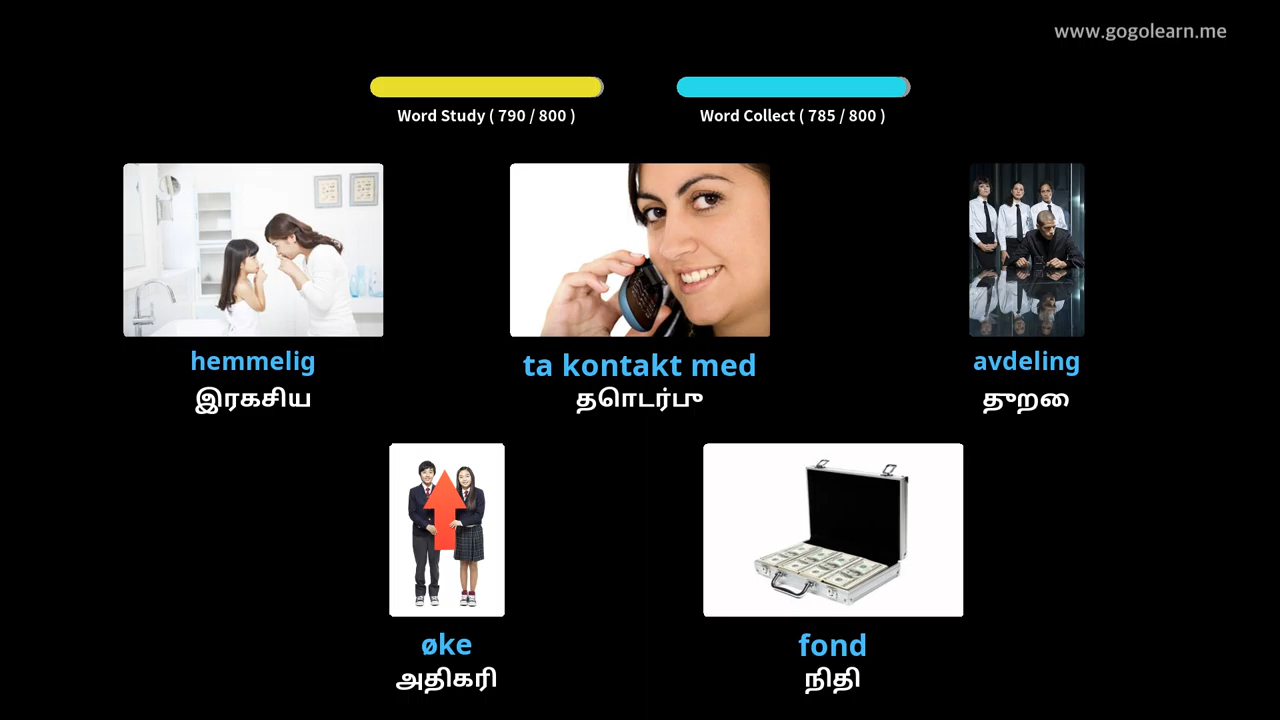 www.gogolearn.me
Word Study ( 790 / 800 )
Word Collect ( 785 / 800 )
hemmelig
ta kontakt med
avdeling
இரகசிய
தொடர்பு
துறை
øke
fond
அதிகரி
நிதி